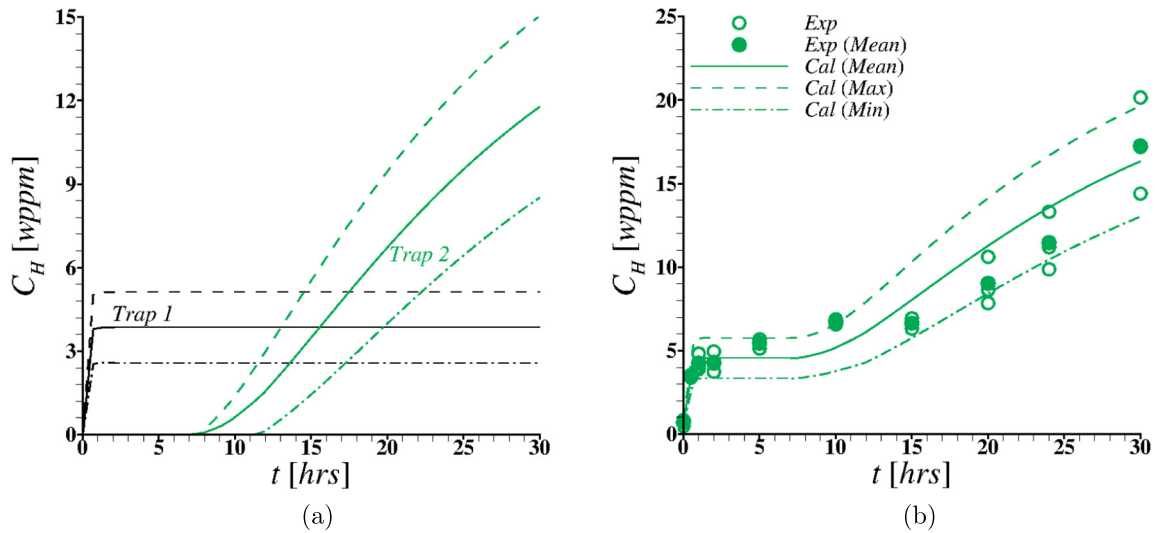 15
12
9
6
3
0
C_H [wppm]
Trap 1
Trap 2
0 5 10 15 20 25 30
t [hrs]
(a)
25
20
15
10
5
0
C_H [wppm]
Exp
Exp (Mean)
Cal (Mean)
Cal (Max)
Cal (Min)
0 5 10 15 20 25 30
t [hrs]
(b)